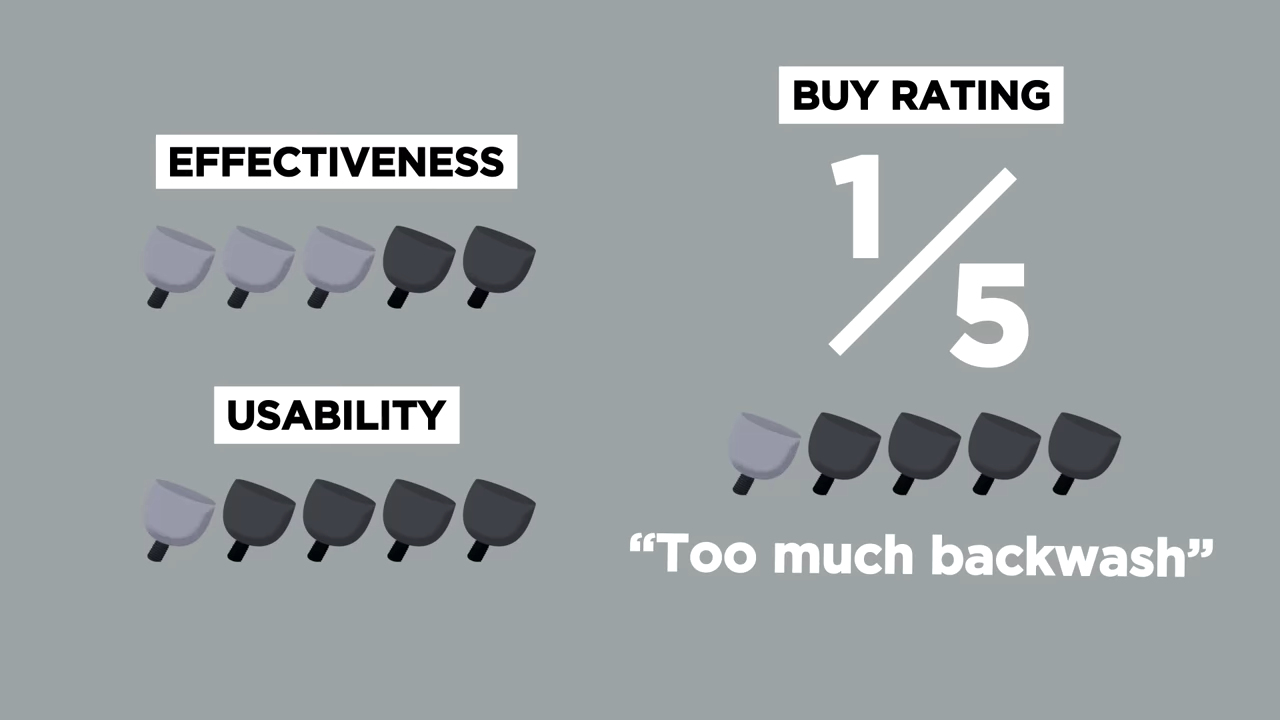 EFFECTIVENESS
USABILITY
BUY RATING
1/5
“Too much backwash”